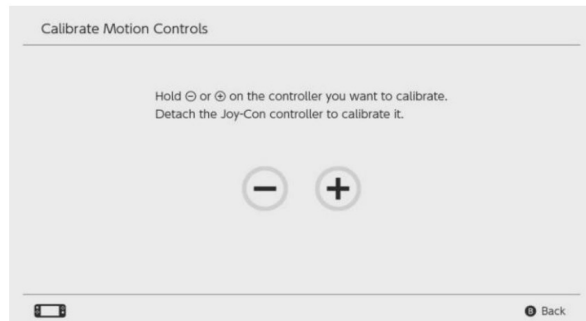 Calibrate Motion Controls
Hold ⊖ or ⊕ on the controller you want to calibrate.
Detach the Joy-Con controller to calibrate it.
− +
B Back